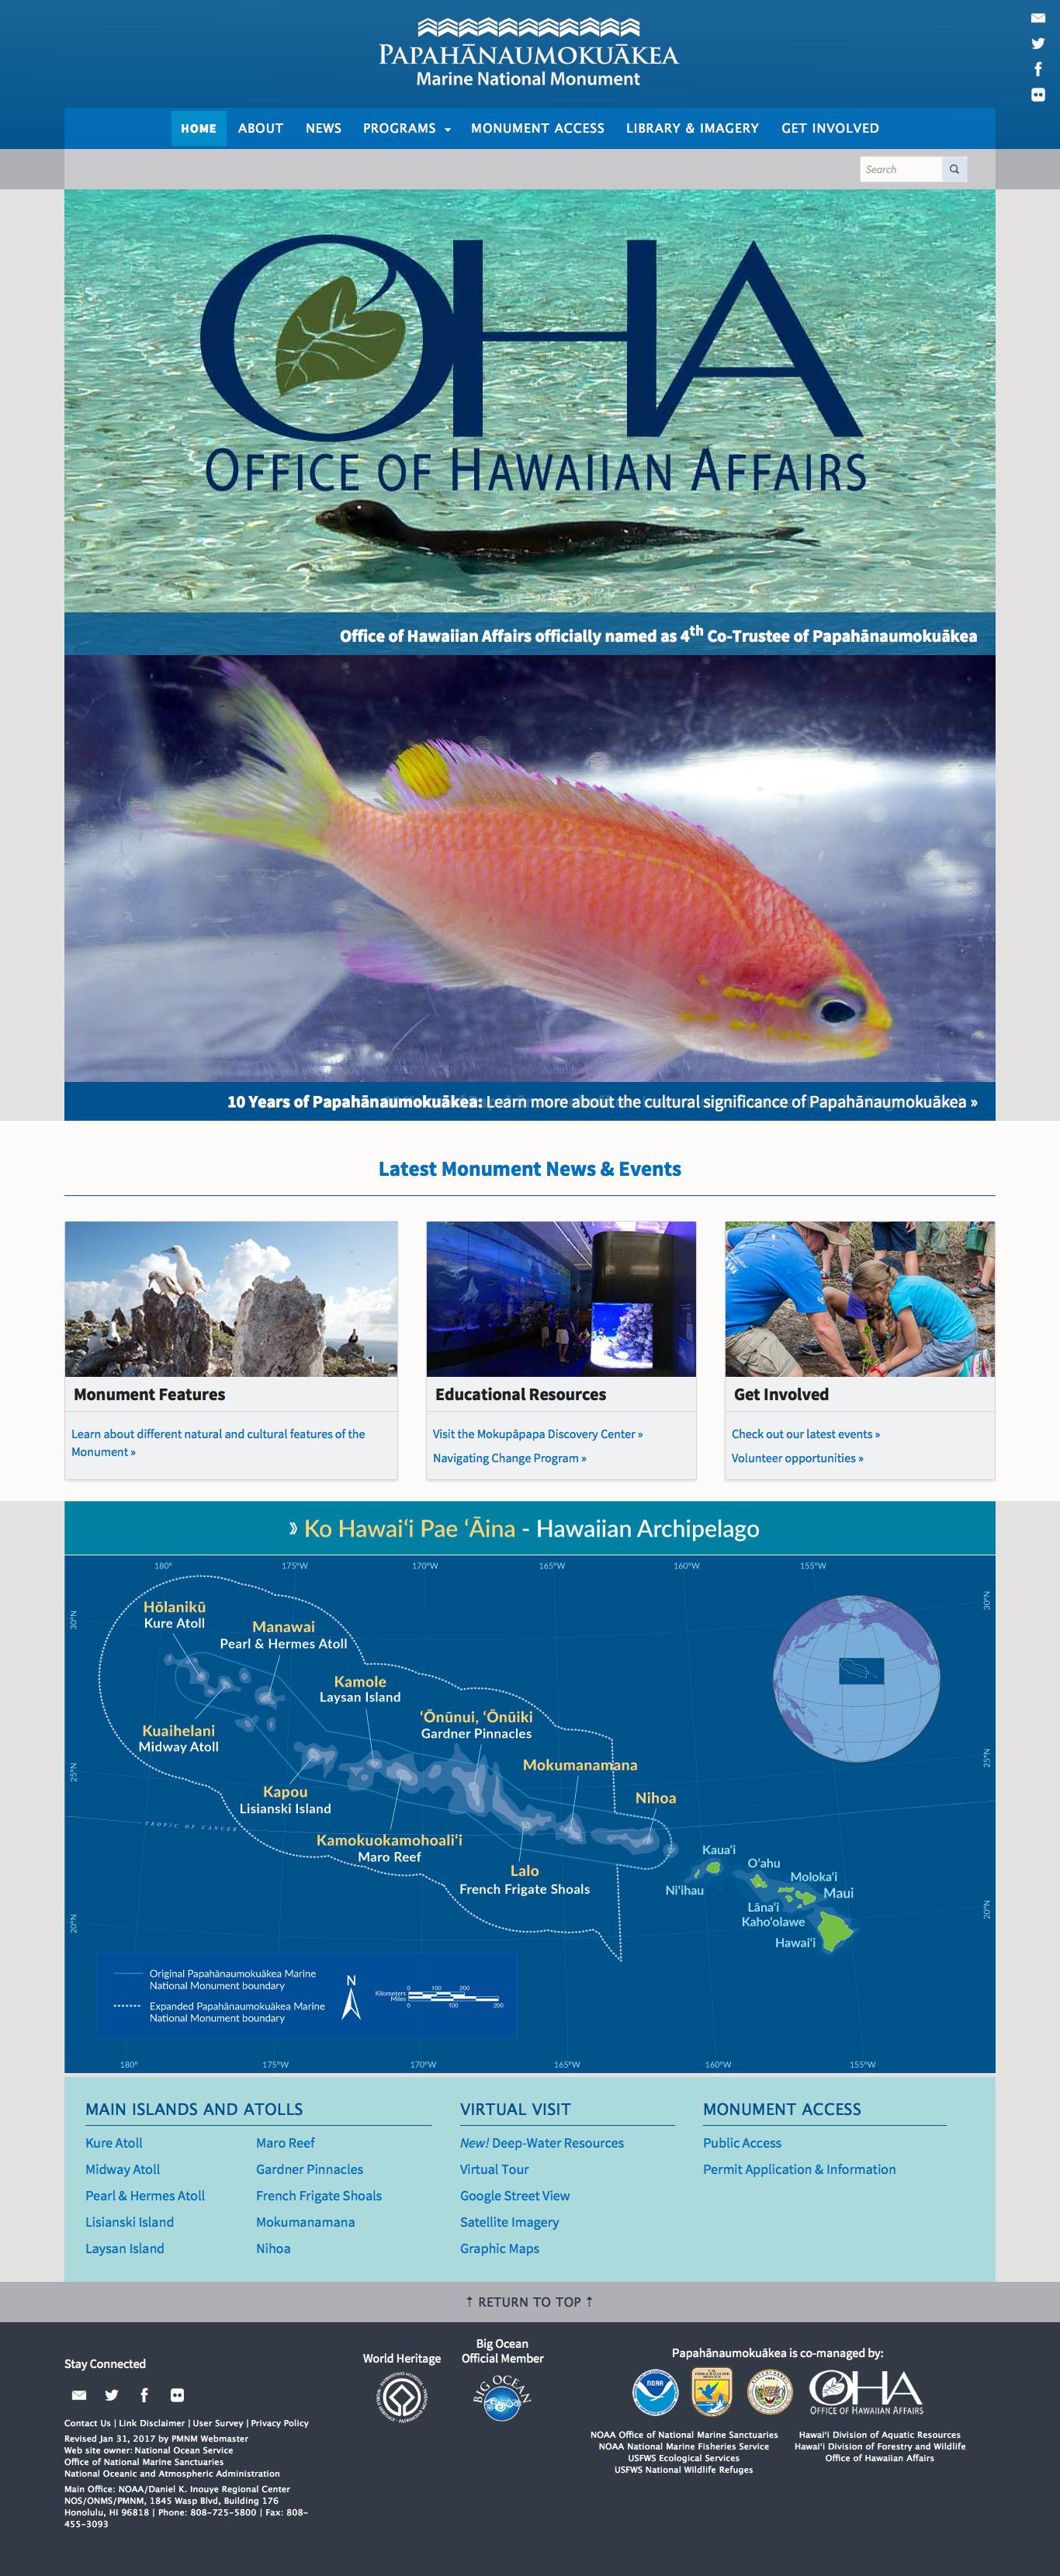 PAPAHĀNAUMOKUĀKEA
Marine National Monument
HOME ABOUT NEWS PROGRAMS MONUMENT ACCESS LIBRARY & IMAGERY GET INVOLVED
Search
OHA
OFFICE OF HAWAIIAN AFFAIRS
Office of Hawaiian Affairs officially named as 4th Co-Trustee of Papahānaumokuākea
10 Years of Papahānaumokuākea: Learn more about the cultural significance of Papahānaumokuākea »
Latest Monument News & Events
Monument Features
Learn about different natural and cultural features of the
Monument »
Educational Resources
Visit the Mokupāpapa Discovery Center »
Navigating Change Program »
Get Involved
Check out our latest events »
Volunteer opportunities »
⟫ Ko Hawai‘i Pae ‘Āina - Hawaiian Archipelago
180° 175°W 170°W 165°W 160°W 155°W
30°N
30°N
Hōlanikū
Kure Atoll
Manawai
Pearl & Hermes Atoll
Kamole
Laysan Island
‘Ōnūnui, ‘Ōnūiki
Gardner Pinnacles
Kuaihelani
Midway Atoll
Mokumanamana
25°N
25°N
Kapou
Lisianski Island
Nihoa
TROPIC OF CANCER
Kamokuokamohoali‘i
Maro Reef
Lalo
French Frigate Shoals
Kaua‘i
O‘ahu
Moloka‘i
Ni‘ihau
Maui
Lāna‘i
Kaho‘olawe
Hawai‘i
20°N
20°N
Original Papahānaumokuākea Marine
National Monument boundary
Expanded Papahānaumokuākea Marine
National Monument boundary
N
0 100 200
Kilometers
Miles
0 100 200
180° 175°W 170°W 165°W 160°W 155°W
MAIN ISLANDS AND ATOLLS
Kure Atoll
Midway Atoll
Pearl & Hermes Atoll
Lisianski Island
Laysan Island
Maro Reef
Gardner Pinnacles
French Frigate Shoals
Mokumanamana
Nihoa
VIRTUAL VISIT
New! Deep-Water Resources
Virtual Tour
Google Street View
Satellite Imagery
Graphic Maps
MONUMENT ACCESS
Public Access
Permit Application & Information
↑ RETURN TO TOP ↑
Stay Connected
Contact Us | Link Disclaimer | User Survey | Privacy Policy
Revised Jan 31, 2017 by PMNM Webmaster
Web site owner: National Ocean Service
Office of National Marine Sanctuaries
National Oceanic and Atmospheric Administration
Main Office: NOAA/Daniel K. Inouye Regional Center
NOS/ONMS/PMNM, 1845 Wasp Blvd, Building 176
Honolulu, HI 96818 | Phone: 808-725-5800 | Fax: 808-
455-3093
World Heritage
Big Ocean
Official Member
BIG OCEAN
Papahānaumokuākea is co-managed by:
NOAA
OHA
OFFICE OF HAWAIIAN AFFAIRS
NOAA Office of National Marine Sanctuaries
NOAA National Marine Fisheries Service
USFWS Ecological Services
USFWS National Wildlife Refuges
Hawai‘i Division of Aquatic Resources
Hawai‘i Division of Forestry and Wildlife
Office of Hawaiian Affairs